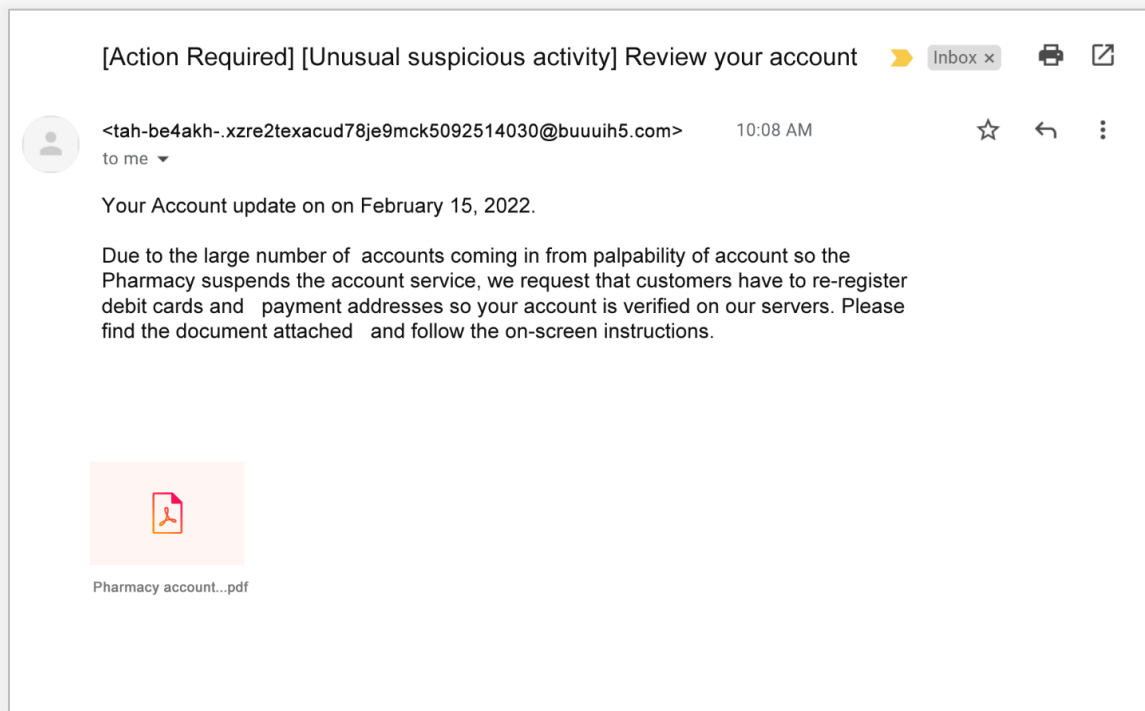 [Action Required] [Unusual suspicious activity] Review your account
Inbox ×
<tah-be4akh-.xzre2texacud78je9mck5092514030@buuuih5.com>
10:08 AM
to me
Your Account update on on February 15, 2022.
Due to the large number of  accounts coming in from palpability of account so the
Pharmacy suspends the account service, we request that customers have to re-register
debit cards and   payment addresses so your account is verified on our servers. Please
find the document attached   and follow the on-screen instructions.
Pharmacy account...pdf